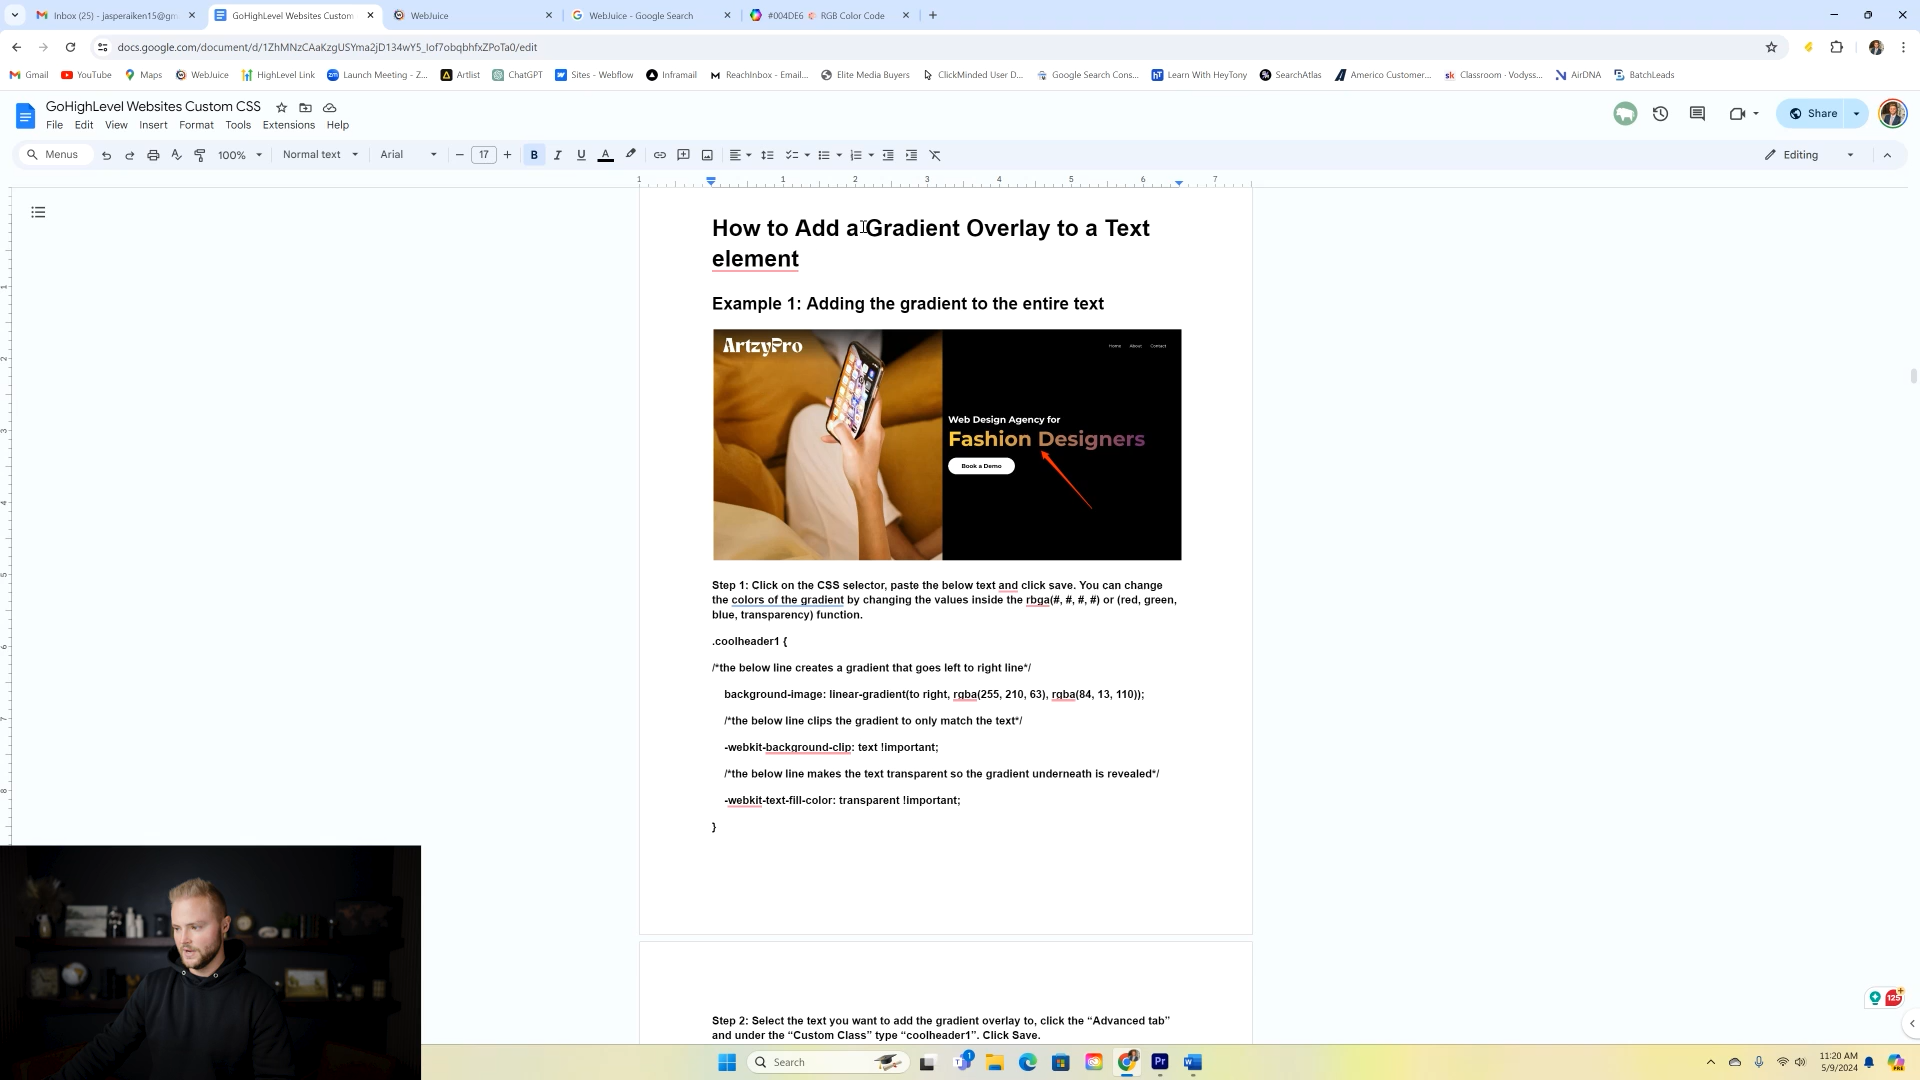 Inbox (25) - jasperaiken15@gm
GoHighLevel Websites Custom
WebJuice
WebJuice - Google Search
#004DE6 RGB Color Code
docs.google.com/document/d/1ZhMNzCAaKzgUSYma2jD134wY5_Iof7obqbhfxZPoTa0/edit
Gmail YouTube Maps WebJuice HighLevel Link Launch Meeting - Z... Artlist ChatGPT Sites - Webflow Inframail ReachInbox - Email... Elite Media Buyers ClickMinded User D... Google Search Cons... Learn With HeyTony SearchAtlas Americo Customer... Classroom · Vodyss... AirDNA BatchLeads
GoHighLevel Websites Custom CSS
File Edit View Insert Format Tools Extensions Help
Share
Menus 100% Normal text Arial 17 B I U A Editing
1 1 2 3 4 5 6 7
How to Add a Gradient Overlay to a Text
element
Example 1: Adding the gradient to the entire text
ArtzyPro
Home About Contact
Web Design Agency for
Fashion Designers
Book a Demo
Step 1: Click on the CSS selector, paste the below text and click save. You can change
the colors of the gradient by changing the values inside the rbga(#, #, #, #) or (red, green,
blue, transparency) function.
.coolheader1 {
/*the below line creates a gradient that goes left to right line*/
background-image: linear-gradient(to right, rgba(255, 210, 63), rgba(84, 13, 110));
/*the below line clips the gradient to only match the text*/
-webkit-background-clip: text !important;
/*the below line makes the text transparent so the gradient underneath is revealed*/
-webkit-text-fill-color: transparent !important;
}
Step 2: Select the text you want to add the gradient overlay to, click the “Advanced tab”
and under the “Custom Class” type “coolheader1”. Click Save.
125
Search
11:20 AM
5/9/2024